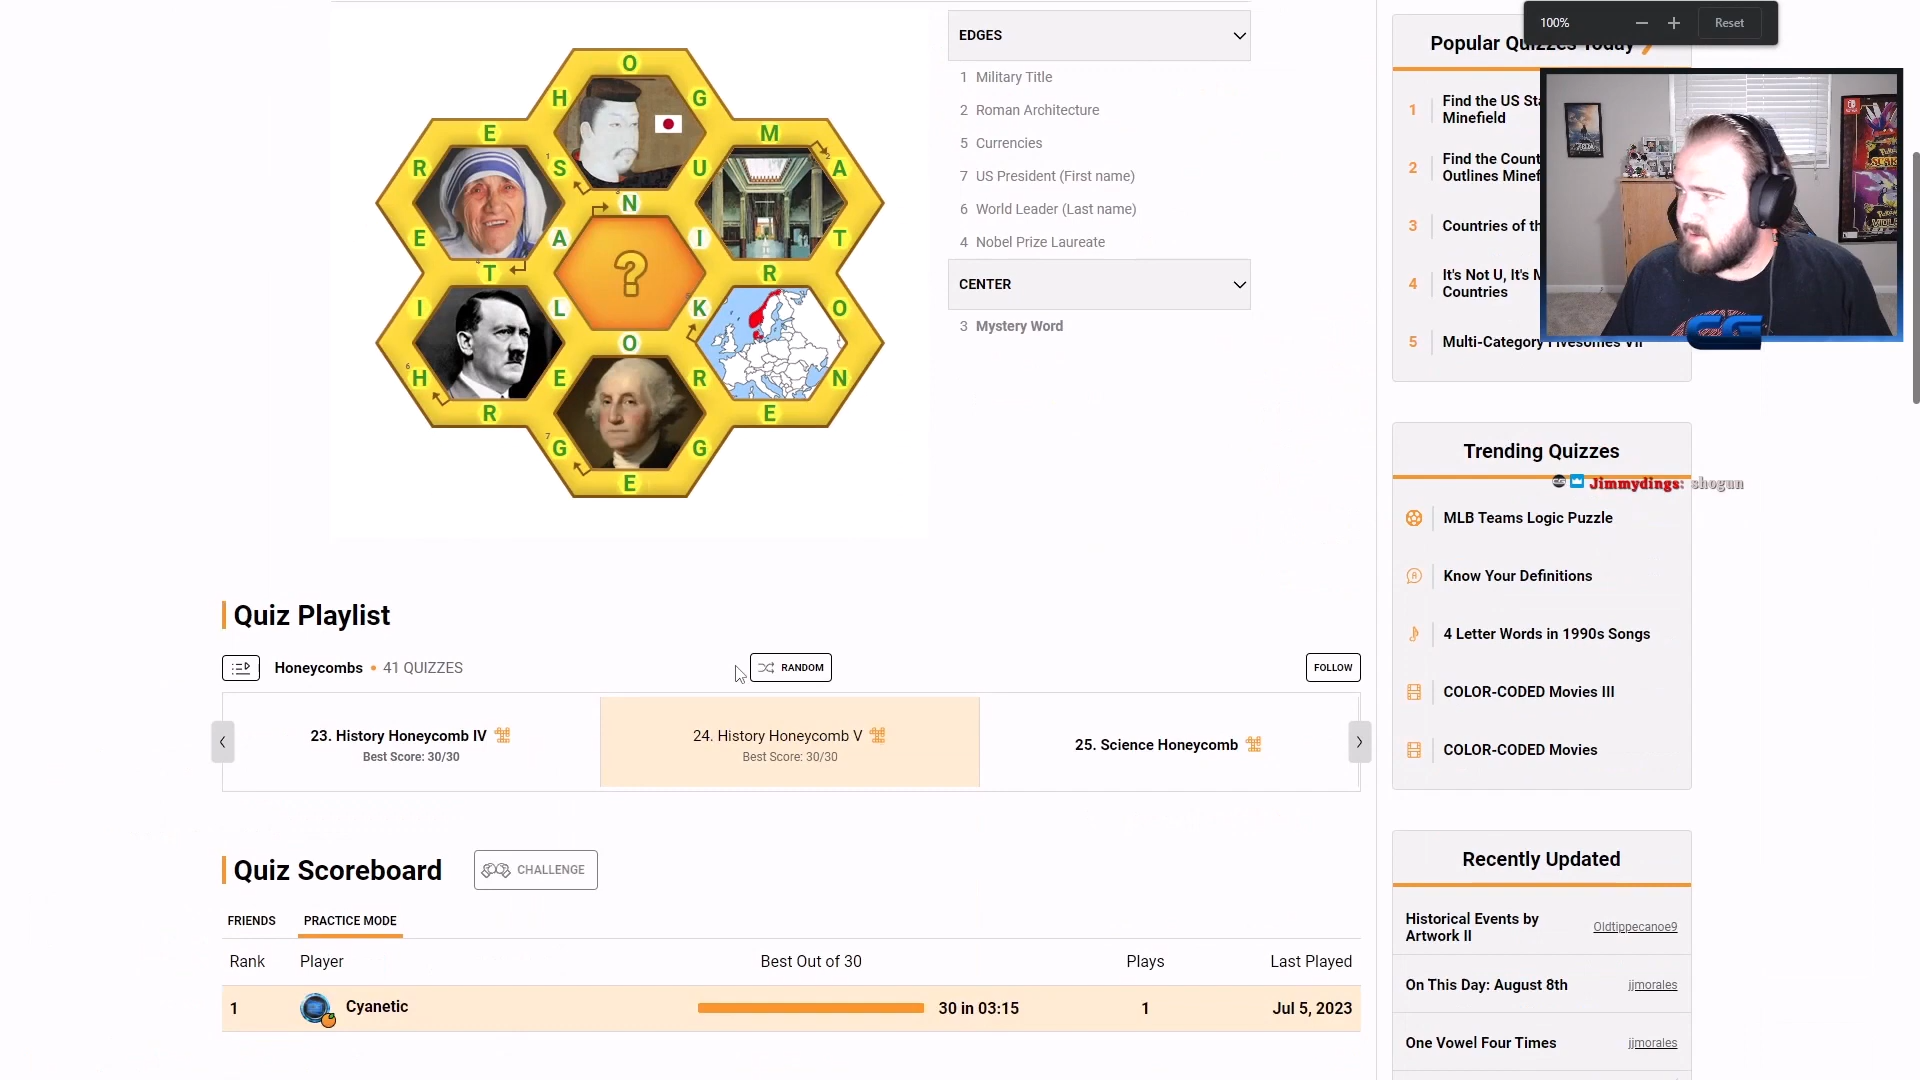 O
H
G
E
M
R
S
U
A
N
E
A
I
T
T
R
I
L
K
O
O
H
E
R
N
R
E
G
G
E
EDGES
1 Military Title
2 Roman Architecture
5 Currencies
7 US President (First name)
6 World Leader (Last name)
4 Nobel Prize Laureate
CENTER
3 Mystery Word
?
Quiz Playlist
Honeycombs • 41 QUIZZES
RANDOM
FOLLOW
23. History Honeycomb IV
Best Score: 30/30
24. History Honeycomb V
Best Score: 30/30
25. Science Honeycomb
Quiz Scoreboard
CHALLENGE
FRIENDS
PRACTICE MODE
Rank Player Best Out of 30 Plays Last Played
1 Cyanetic 30 in 03:15 1 Jul 5, 2023
100%
Reset
Popular Quizzes Today
1 Find the US
Minefield
2 Find the
Outlines
3 Countries of
4 It's Not U, It's
Countries
5 Multi-Category Fivesomes VII
CG
Trending Quizzes
Jimmydings: shogun
MLB Teams Logic Puzzle
Know Your Definitions
4 Letter Words in 1990s Songs
COLOR-CODED Movies III
COLOR-CODED Movies
Recently Updated
Historical Events by
Artwork II
Oldtippecanoe9
On This Day: August 8th
jjmorales
One Vowel Four Times
jjmorales